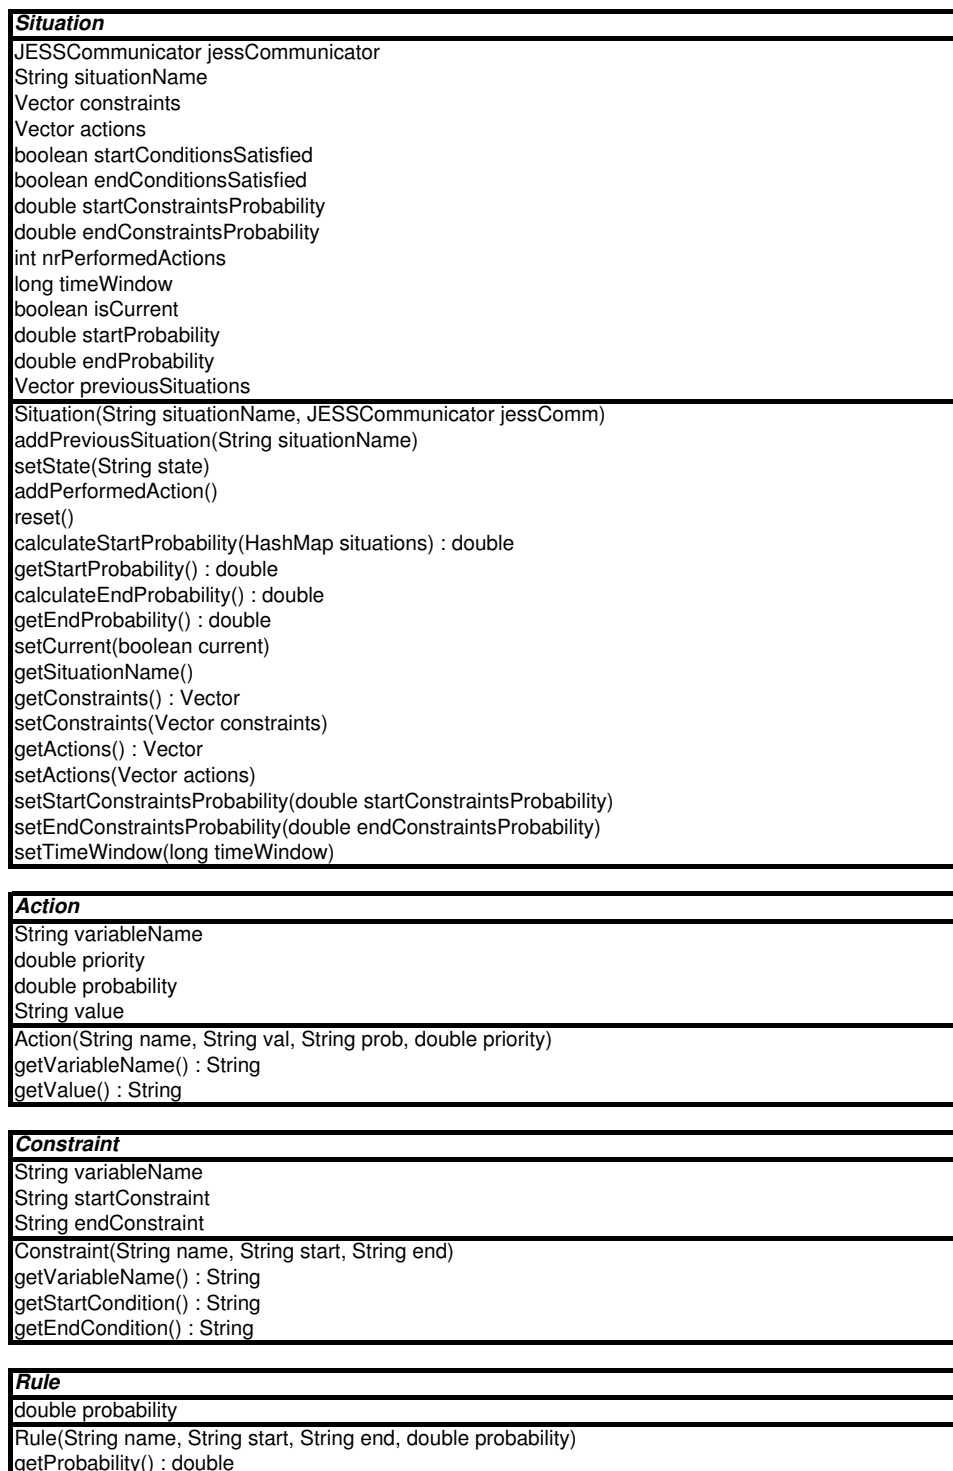 Situation
JESSCommunicator jessCommunicator
String situationName
Vector constraints
Vector actions
boolean startConditionsSatisfied
boolean endConditionsSatisfied
double startConstraintsProbability
double endConstraintsProbability
int nrPerformedActions
long timeWindow
boolean isCurrent
double startProbability
double endProbability
Vector previousSituations
Situation(String situationName, JESSCommunicator jessComm)
addPreviousSituation(String situationName)
setState(String state)
addPerformedAction()
reset()
calculateStartProbability(HashMap situations) : double
getStartProbability() : double
calculateEndProbability() : double
getEndProbability() : double
setCurrent(boolean current)
getSituationName()
getConstraints() : Vector
setConstraints(Vector constraints)
getActions() : Vector
setActions(Vector actions)
setStartConstraintsProbability(double startConstraintsProbability)
setEndConstraintsProbability(double endConstraintsProbability)
setTimeWindow(long timeWindow)
Action
String variableName
double priority
double probability
String value
Action(String name, String val, String prob, double priority)
getVariableName() : String
getValue() : String
Constraint
String variableName
String startConstraint
String endConstraint
Constraint(String name, String start, String end)
getVariableName() : String
getStartCondition() : String
getEndCondition() : String
Rule
double probability
Rule(String name, String start, String end, double probability)
getProbability() : double